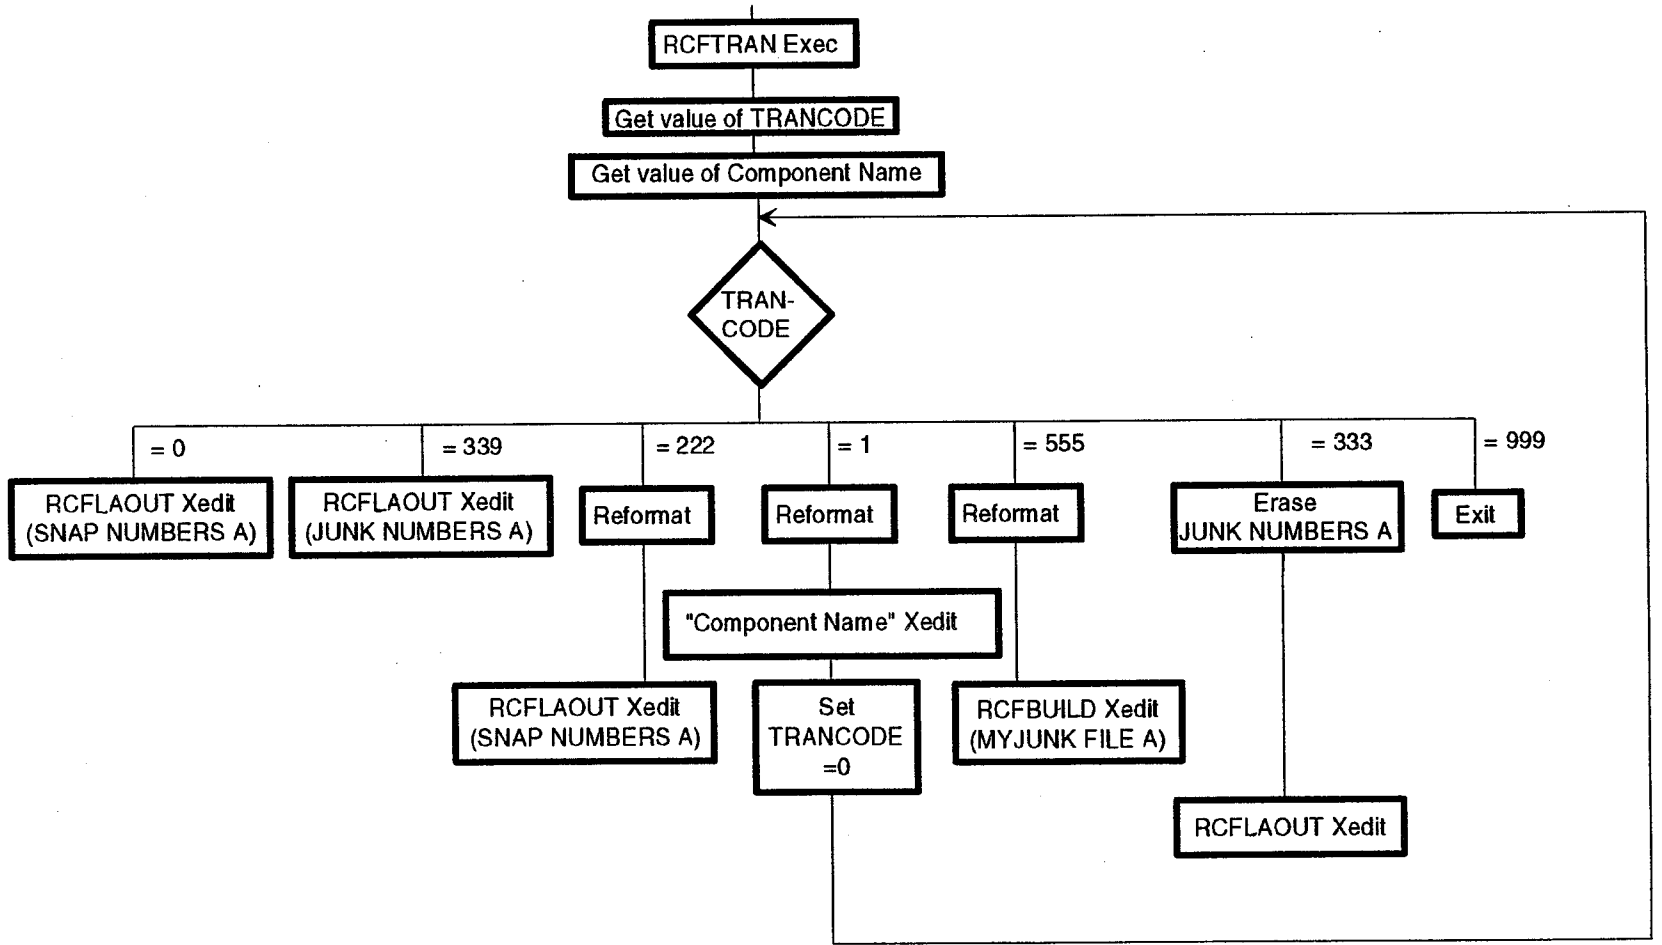 RCFTRAN Exec
Get value of TRANCODE
Get value of Component Name
TRAN-
CODE
= 0
= 339
= 222
= 1
= 555
= 333
= 999
RCFLAOUT Xedit
(SNAP NUMBERS A)
RCFLAOUT Xedit
(JUNK NUMBERS A)
Reformat
Reformat
Reformat
Erase
JUNK NUMBERS A
Exit
"Component Name" Xedit
RCFLAOUT Xedit
(SNAP NUMBERS A)
Set
TRANCODE
=0
RCFBUILD Xedit
(MYJUNK FILE A)
RCFLAOUT Xedit